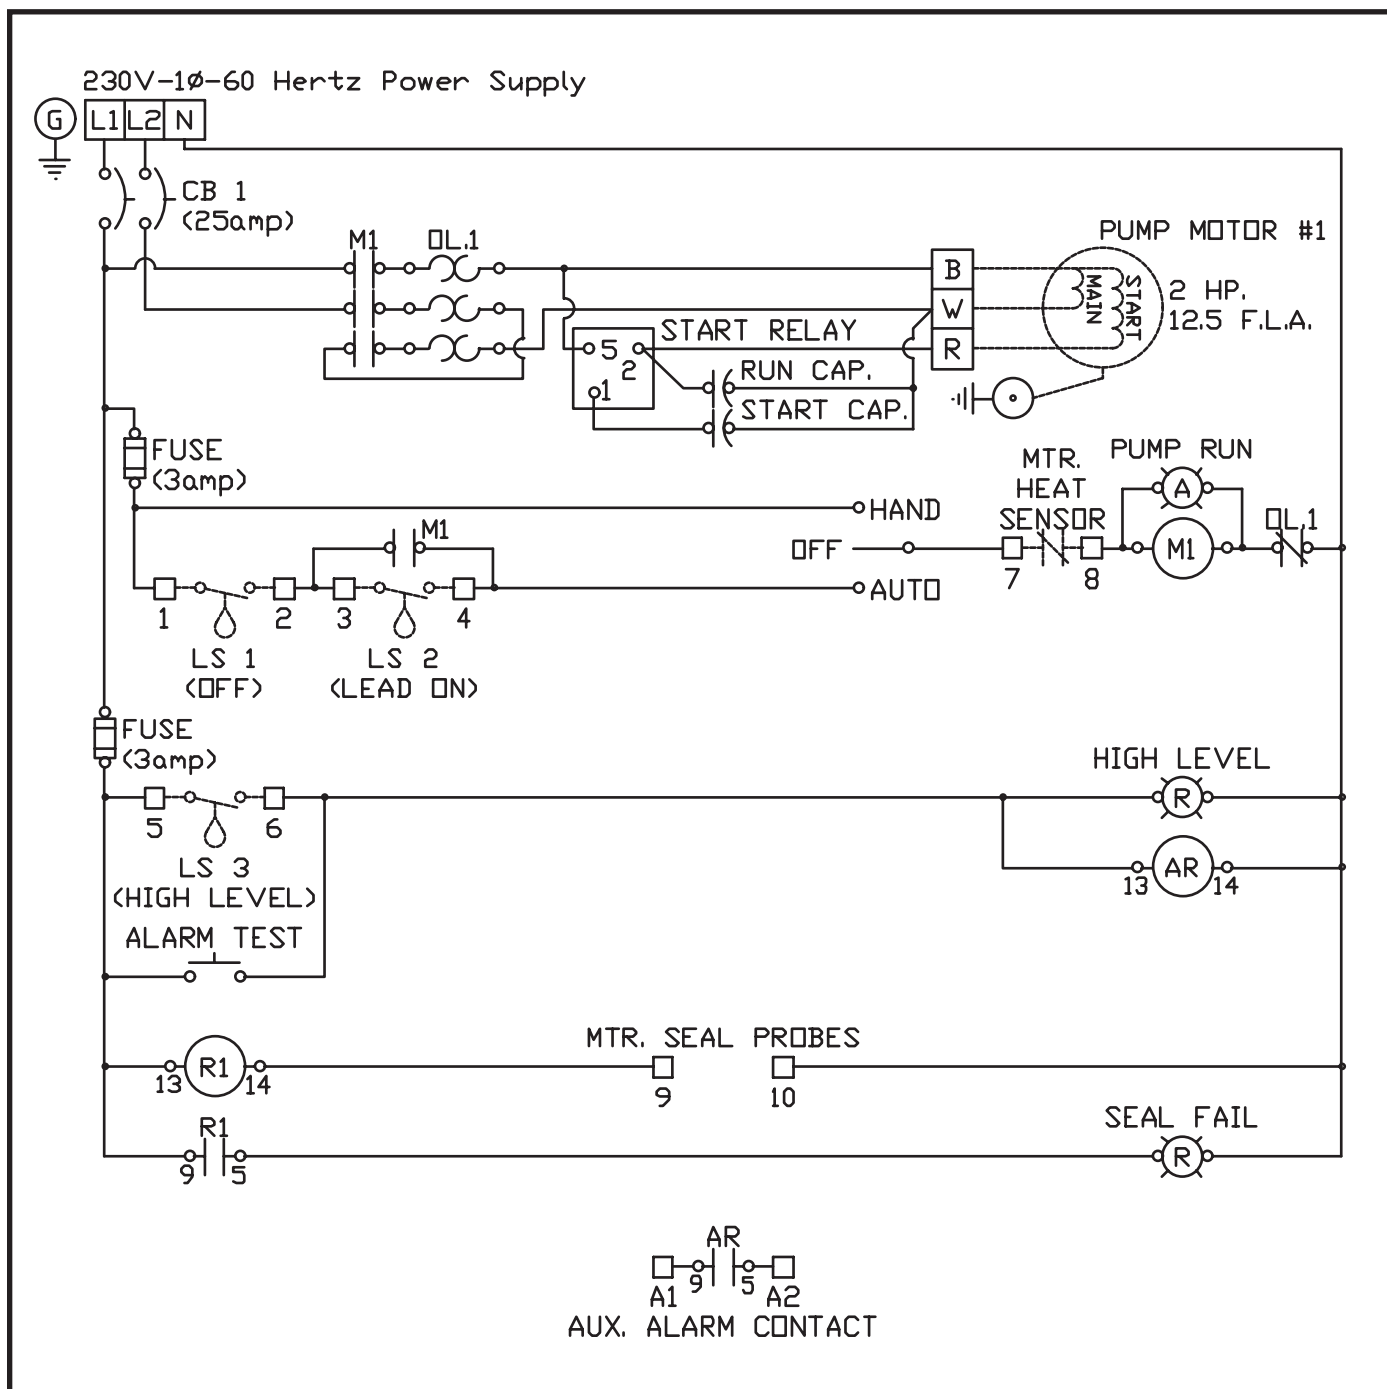 230V-1ø-60 Hertz Power Supply
G L1 L2 N
CB 1
(25amp)
M1 OL.1
PUMP MOTOR #1
B
W
R
MAIN
START
2 HP.
12.5 F.L.A.
START RELAY
5
2
1
RUN CAP.
START CAP.
FUSE
(3amp)
HAND
MTR.
HEAT
SENSOR
PUMP RUN
A
M1
OFF
7
8
M1
OL.1
AUTO
1 2 3 4
LS 1
(OFF)
LS 2
(LEAD ON)
FUSE
(3amp)
HIGH LEVEL
R
5 6
LS 3
(HIGH LEVEL)
13 AR 14
ALARM TEST
13 R1 14
MTR. SEAL PROBES
9 10
R1
9 5
SEAL FAIL
R
AR
A1 9 5 A2
AUX. ALARM CONTACT